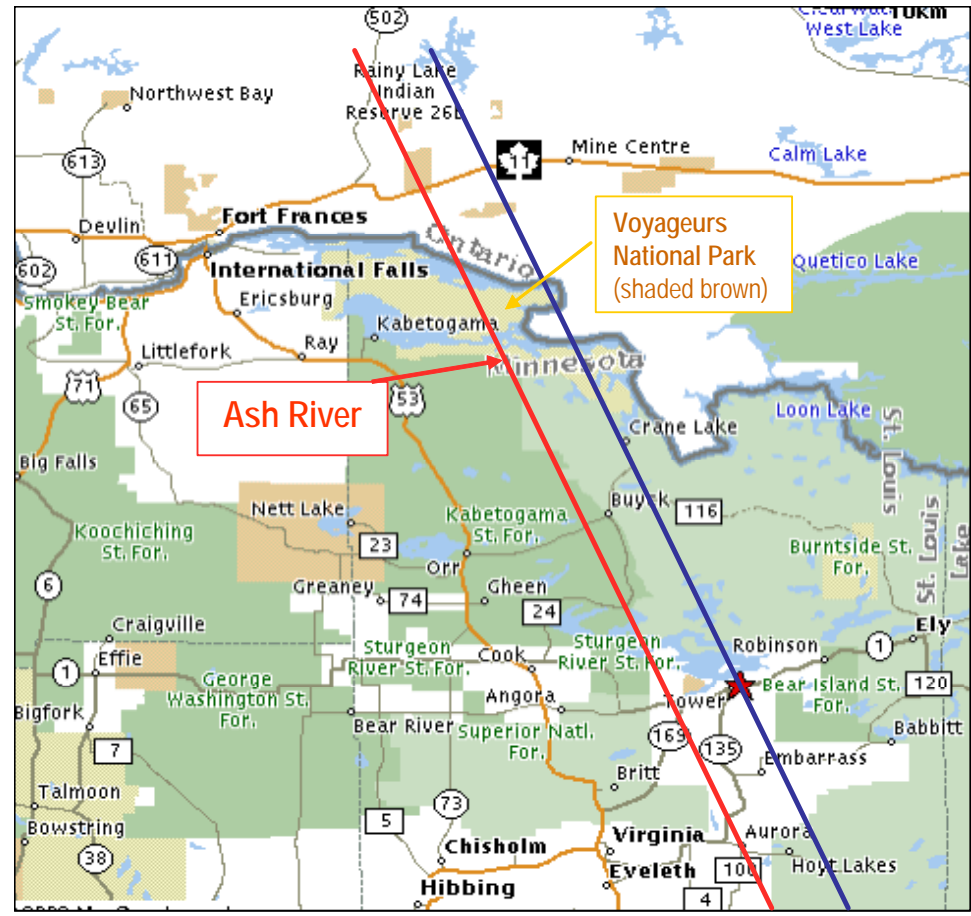 502
10km
West Lake
Rainy Lake
Indian
Reserve 26
Northwest Bay
11
Mine Centre
Calm Lake
613
Fort Frances
Devlin
Ontario
Voyageurs
National Park
(shaded brown)
602
611
International Falls
Quetico Lake
Smokey Bear
St. For.
Ericsburg
Kabetogama
Ray
Littlefork
Minnesota
71
65
53
Ash River
Loon Lake
St. Louis
Crane Lake
Big Falls
Nett Lake
Buyck
116
Kabetogama
St. For.
Koochiching
St. For.
23
Orr
Burntside St.
For.
St. Louis
Lake
6
Greaney
74
Gheen
24
Craigville
Effie
1
Sturgeon
River St. For.
Cook
Sturgeon
River St. For.
Robinson
1
Ely
George
Washington St.
For.
Angora
Tower
Bear Island St.
For.
120
Bigfork
Bear River
Superior Natl.
For.
169
135
Babbitt
7
Embarrass
Britt
Talmoon
73
5
Bowstring
38
Chisholm
Virginia
Aurora
Eveleth
100
Hoyt Lakes
Hibbing
4